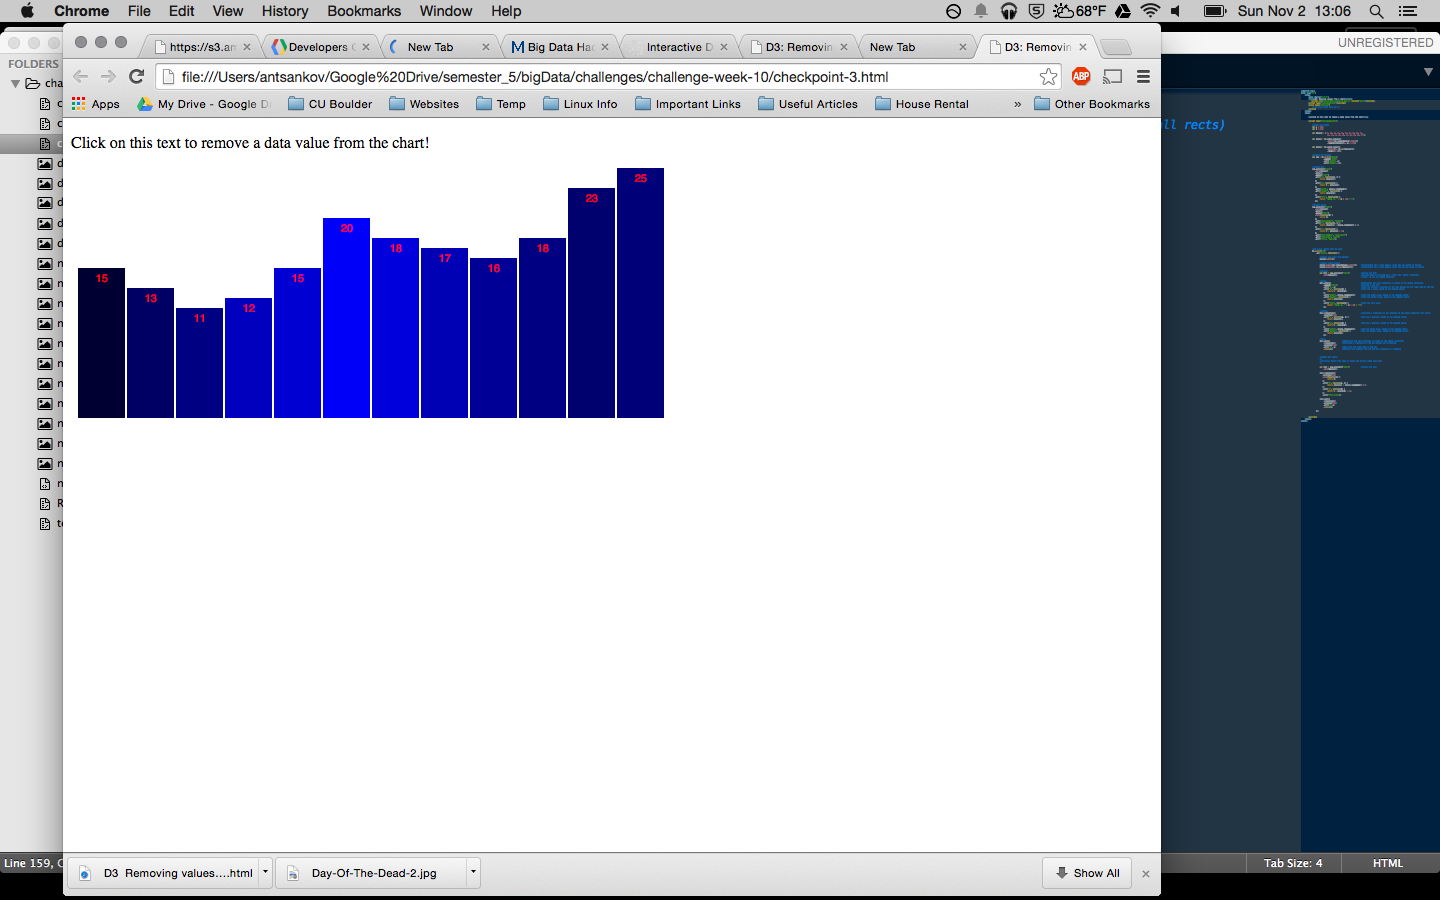 Chrome File Edit View History Bookmarks Window Help 68°F Sun Nov 2 13:06
UNREGISTERED
https://s3.am Developers New Tab Big Data Ha Interactive D D3: Removin New Tab D3: Removin
file:///Users/antsankov/Google%20Drive/semester_5/bigData/challenges/challenge-week-10/checkpoint-3.html
ABP
Apps My Drive - Google D CU Boulder Websites Temp Linux Info Important Links Useful Articles House Rental » Other Bookmarks
FOLDERS
cha
Click on this text to remove a data value from the chart!
ll rects)
15
13
11
12
15
20
18
17
16
18
23
25
Line 159, C
Tab Size: 4 HTML
D3 Removing values....html Day-Of-The-Dead-2.jpg Show All